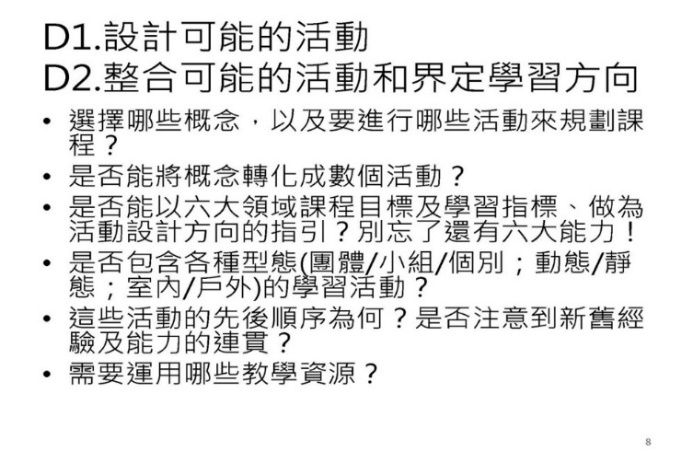 D1.設計可能的活動
D2.整合可能的活動和界定學習方向
• 選擇哪些概念，以及要進行哪些活動來規劃課
程？
• 是否能將概念轉化成數個活動？
• 是否能以六大領域課程目標及學習指標、做為
活動設計方向的指引？別忘了還有六大能力！
• 是否包含各種型態(團體/小組/個別；動態/靜
態；室內/戶外)的學習活動？
• 這些活動的先後順序為何？是否注意到新舊經
驗及能力的連貫？
• 需要運用哪些教學資源？
8